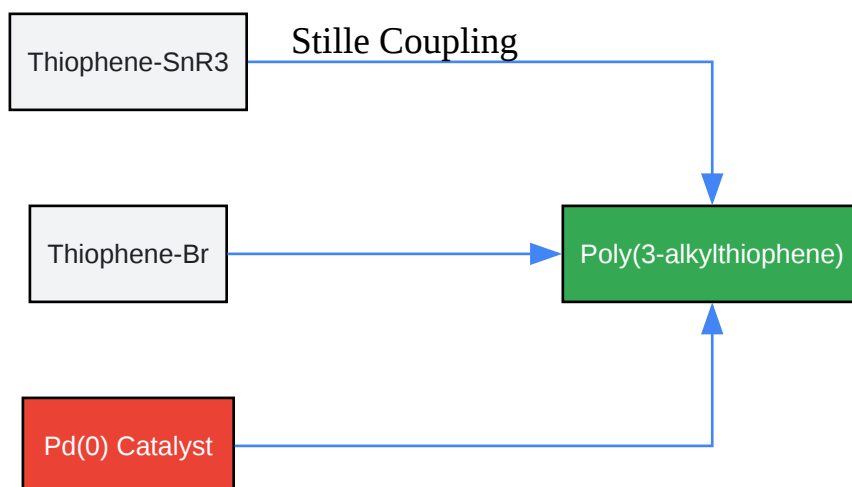 Thiophene-SnR3
Stille Coupling
Thiophene-Br
Poly(3-alkylthiophene)
Pd(0) Catalyst